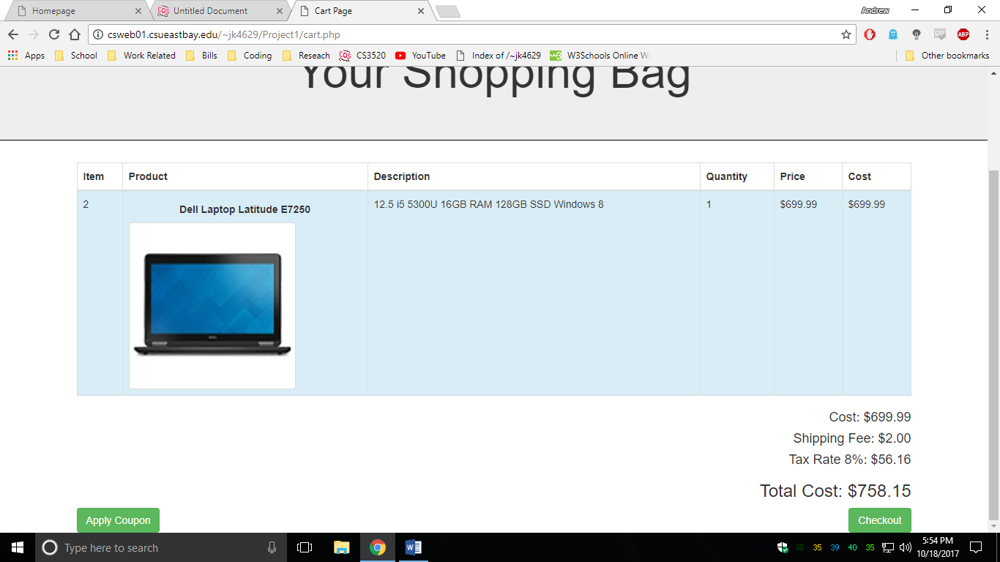 Homepage
Untitled Document
Cart Page
Andrew
csweb01.csueastbay.edu/~jk4629/Project1/cart.php
ABP
Apps School Work Related Bills Coding Reseach CS3520 YouTube Index of /~jk4629 W3Schools Online Other bookmarks
Your Shopping Bag
Item Product Description Quantity Price Cost
2 Dell Laptop Latitude E7250 12.5 i5 5300U 16GB RAM 128GB SSD Windows 8 1 $699.99 $699.99
Cost: $699.99
Shipping Fee: $2.00
Tax Rate 8%: $56.16
Total Cost: $758.15
Apply Coupon Checkout
Type here to search
38 35 39 40 35
5:54 PM
10/18/2017